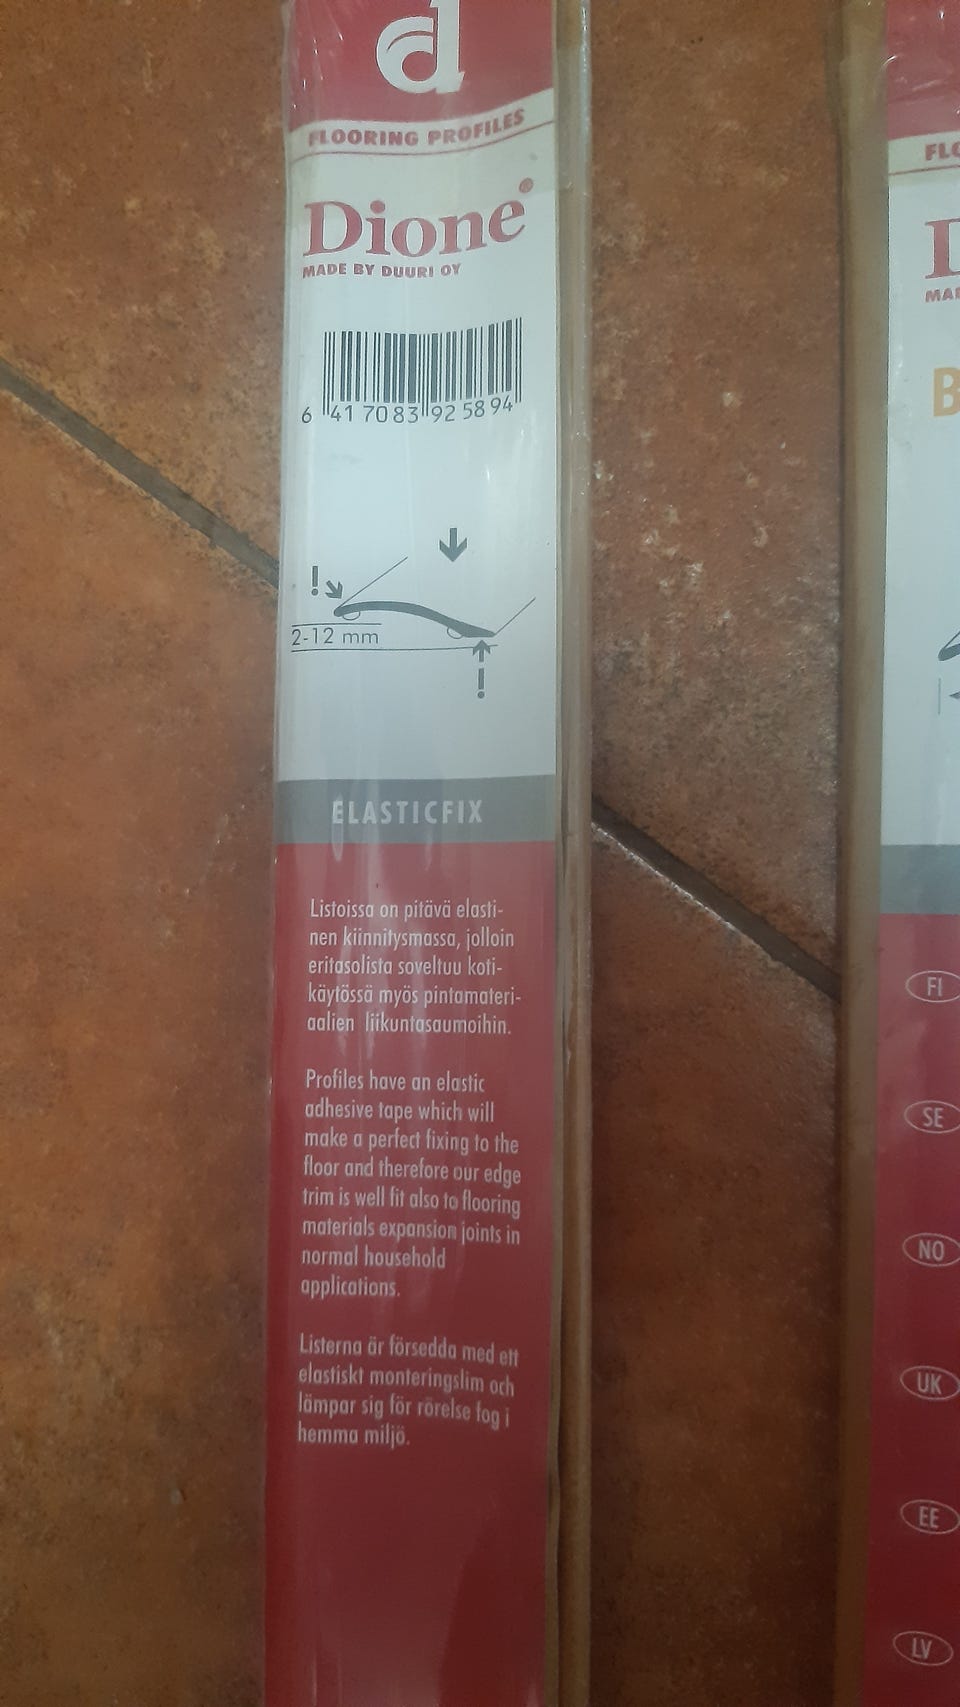 d
FLOORING PROFILES
Dione®
MADE BY DUURI OY
6 417083 925894
!
2-12 mm
!
ELASTICFIX
Listoissa on pitävä elasti-
nen kiinnitysmassa, jolloin
eritasolista soveltuu koti-
käytössä myös pintamateri-
aalien liikuntasaumoihin.
Profiles have an elastic
adhesive tape which will
make a perfect fixing to the
floor and therefore our edge
trim is well fit also to flooring
materials expansion joints in
normal household
applications.
Listerna är försedda med ett
elastiskt monteringslim och
lämpar sig för rörelse fog i
hemma miljö.
FLO
D
MAD
B
FI
SE
NO
UK
EE
LV